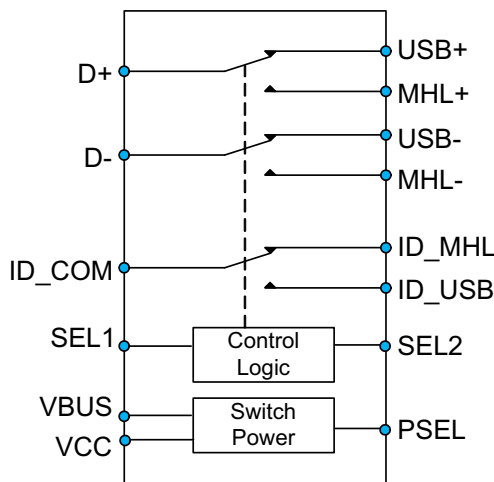 D+
USB+
MHL+
D-
USB-
MHL-
ID_COM
ID_MHL
ID_USB
SEL1
Control
Logic
SEL2
VBUS
VCC
Switch
Power
PSEL